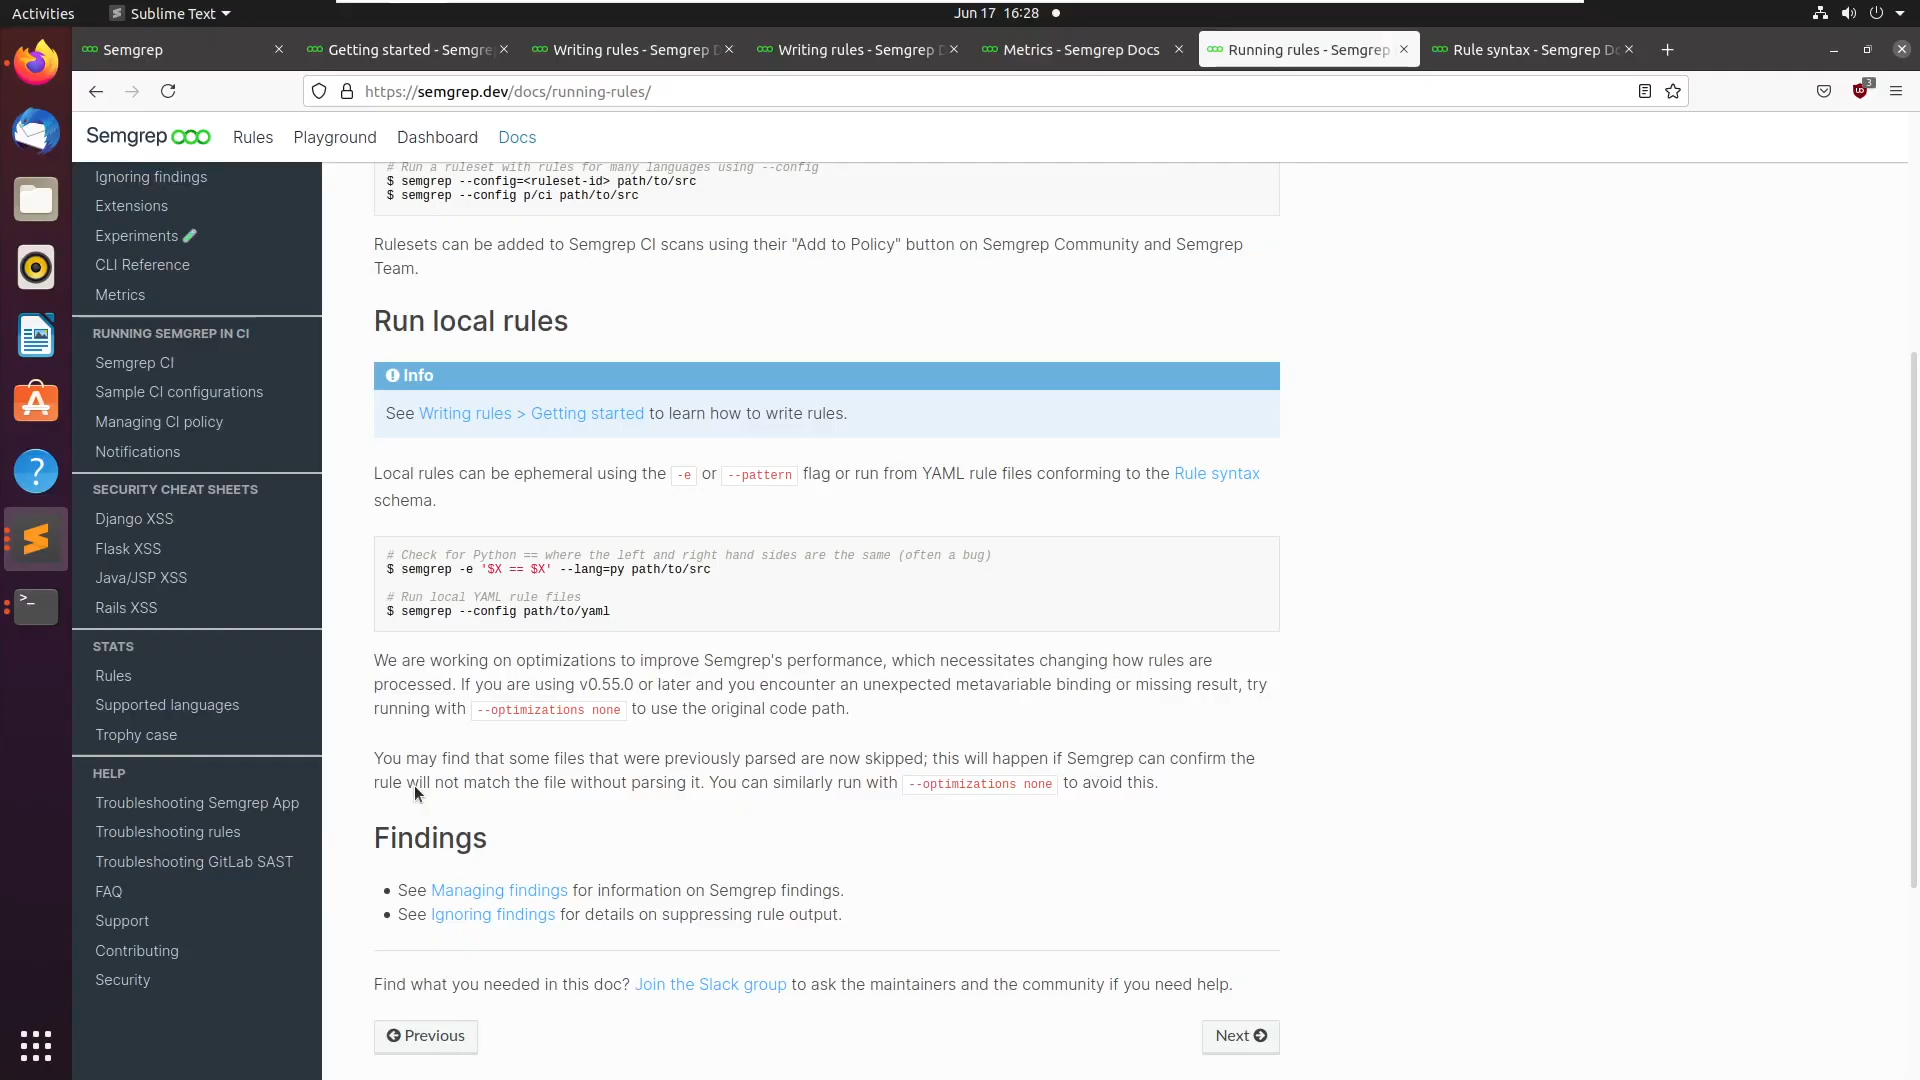 Activities
Sublime Text
Jun 17 16:28
Semgrep
Getting started - Semgre
Writing rules - Semgrep D
Writing rules - Semgrep D
Metrics - Semgrep Docs
Running rules - Semgrep
Rule syntax - Semgrep Do
https://semgrep.dev/docs/running-rules/
3
Semgrep
Rules
Playground
Dashboard
Docs
Ignoring findings
Extensions
Experiments
CLI Reference
Metrics
RUNNING SEMGREP IN CI
Semgrep CI
Sample CI configurations
Managing CI policy
Notifications
SECURITY CHEAT SHEETS
Django XSS
Flask XSS
Java/JSP XSS
Rails XSS
STATS
Rules
Supported languages
Trophy case
HELP
Troubleshooting Semgrep App
Troubleshooting rules
Troubleshooting GitLab SAST
FAQ
Support
Contributing
Security
# Run a ruleset with rules for many languages using --config
$ semgrep --config=<ruleset-id> path/to/src
$ semgrep --config p/ci path/to/src
Rulesets can be added to Semgrep CI scans using their "Add to Policy" button on Semgrep Community and Semgrep
Team.
Run local rules
Info
See Writing rules > Getting started to learn how to write rules.
Local rules can be ephemeral using the -e or --pattern flag or run from YAML rule files conforming to the Rule syntax
schema.
# Check for Python == where the left and right hand sides are the same (often a bug)
$ semgrep -e '$X == $X' --lang=py path/to/src
# Run local YAML rule files
$ semgrep --config path/to/yaml
We are working on optimizations to improve Semgrep's performance, which necessitates changing how rules are
processed. If you are using v0.55.0 or later and you encounter an unexpected metavariable binding or missing result, try
running with --optimizations none to use the original code path.
You may find that some files that were previously parsed are now skipped; this will happen if Semgrep can confirm the
rule will not match the file without parsing it. You can similarly run with --optimizations none to avoid this.
Findings
See Managing findings for information on Semgrep findings.
See Ignoring findings for details on suppressing rule output.
Find what you needed in this doc? Join the Slack group to ask the maintainers and the community if you need help.
Previous
Next